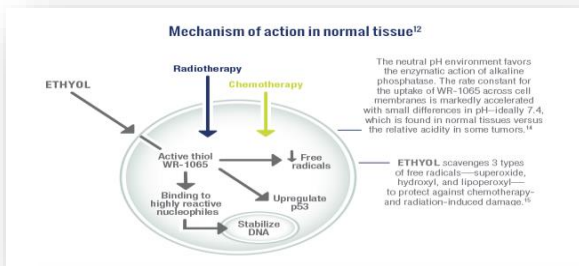 Mechanism of action in normal tissue¹²
Radiotherapy
Chemotherapy
ETHYOL
Active thiol
WR-1065
Free
radicals
Binding to
highly reactive
nucleophiles
Upregulate
p53
Stabilize
DNA
The neutral pH environment favors
the enzymatic action of alkaline
phosphatase. The rate constant for
the uptake of WR-1065 across cell
membranes is markedly accelerated
with small differences in pH—ideally 7.4,
which is found in normal tissues versus
the relative acidity in some tumors.¹⁴
ETHYOL scavenges 3 types
of free radicals—superoxide,
hydroxyl, and lipoperoxyl—
to protect against chemotherapy-
and radiation-induced damage.¹⁵